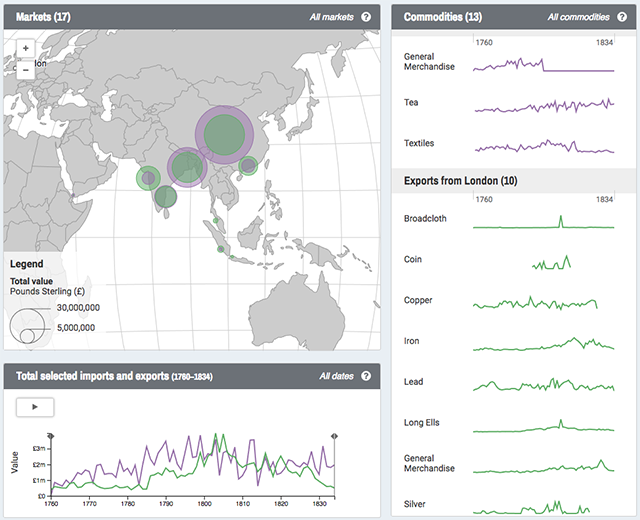 Markets (17) All markets ?
+
−
Legend
Total value
Pounds Sterling (£)
30,000,000
5,000,000
Total selected imports and exports (1760–1834) All dates ?
Value
£3m
£2m
£1m
£0
1760 1770 1780 1790 1800 1810 1820 1830
Commodities (13) All commodities ?
1760 1834
General
Merchandise
Tea
Textiles
Exports from London (10)
1760 1834
Broadcloth
Coin
Copper
Iron
Lead
Long Ells
General
Merchandise
Silver